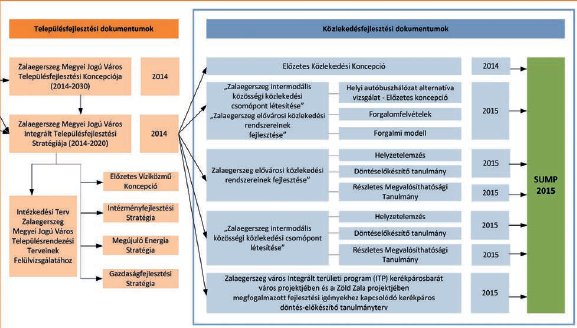 Településfejlesztési dokumentumok
Zalaegerszeg Megyei Jogú Város
Településfejlesztési Koncepciója
(2014-2030)
2014
Zalaegerszeg Megyei Jogú Város
Integrált Településfejlesztési
Stratégiája (2014-2020)
2014
Intézkedési Terv
Zalaegerszeg
Megyei Jogú Város
Településrendezési
Terveinek
Felülvizsgálatához
Előzetes Víziközmű
Koncepció
Intézményfejlesztési
Stratégia
Megújuló Energia
Stratégia
Gazdaságfejlesztési
Stratégia
Közlekedésfejlesztési dokumentumok
Előzetes Közlekedési Koncepció
2014
„Zalaegerszeg intermodális
közösségi közlekedési
csomópont létesítése"
„Zalaegerszeg elővárosi közlekedési
rendszereinek
fejlesztése"
Helyi autóbuszhálózat alternatíva
vizsgálat - Előzetes koncepció
Forgalomfelvételek
Forgalmi modell
2015
Zalaegerszeg elővárosi közlekedési
rendszereinek fejlesztése"
Helyzetelemzés
Döntéselőkészítő tanulmány
Részletes Megvalósíthatósági
Tanulmány
2015
2015
„Zalaegerszeg intermodális
közösségi közlekedési csomópont
létesítése"
Helyzetelemzés
Döntéselőkészítő tanulmány
Részletes Megvalósíthatósági
Tanulmány
2015
2015
Zalaegerszeg város integrált területi program (ITP) kerékpárosbarát
város projektjében és a Zöld Zala projektjében
megfogalmazott fejlesztési igényekhez kapcsolódó kerékpáros
döntés-előkészítő tanulmányterv
2015
SUMP
2015